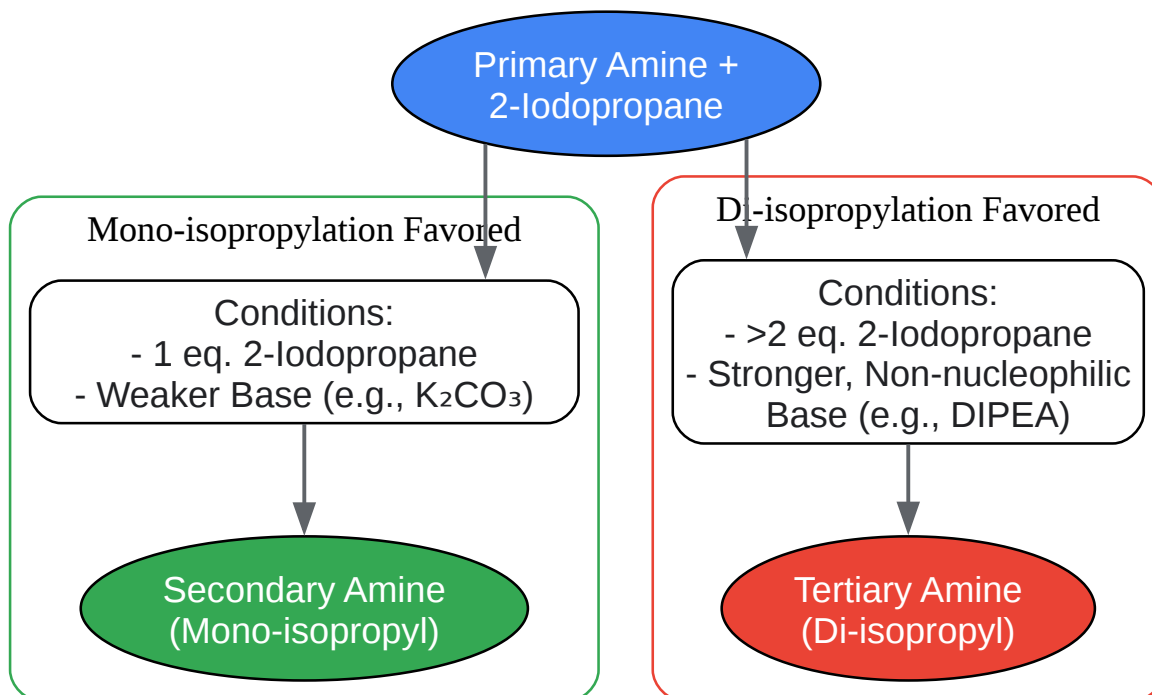 Primary Amine +
2-Iodopropane
Mono-isopropylation Favored
Conditions:
- 1 eq. 2-Iodopropane
- Weaker Base (e.g., K₂CO₃)
Secondary Amine
(Mono-isopropyl)
Di-isopropylation Favored
Conditions:
- >2 eq. 2-Iodopropane
- Stronger, Non-nucleophilic
Base (e.g., DIPEA)
Tertiary Amine
(Di-isopropyl)